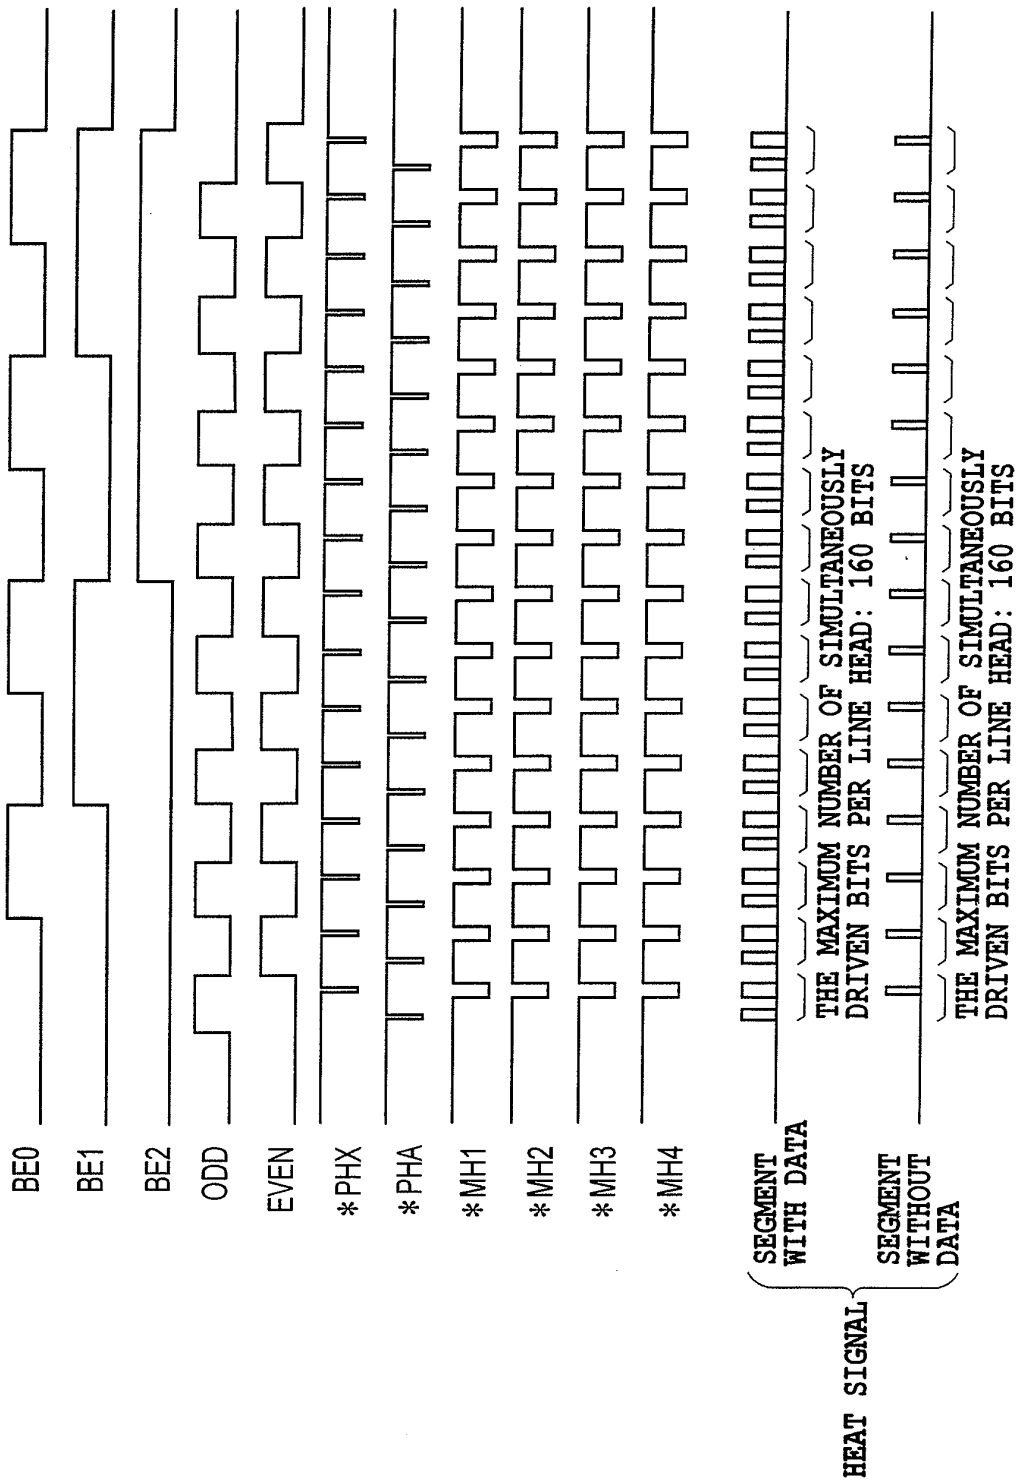 BE0
BE1
BE2
ODD
EVEN
*PHX
*PHA
*MH1
*MH2
*MH3
*MH4
HEAT SIGNAL
SEGMENT
WITH DATA
THE MAXIMUM NUMBER OF SIMULTANEOUSLY
DRIVEN BITS PER LINE HEAD: 160 BITS
SEGMENT
WITHOUT
DATA
THE MAXIMUM NUMBER OF SIMULTANEOUSLY
DRIVEN BITS PER LINE HEAD: 160 BITS